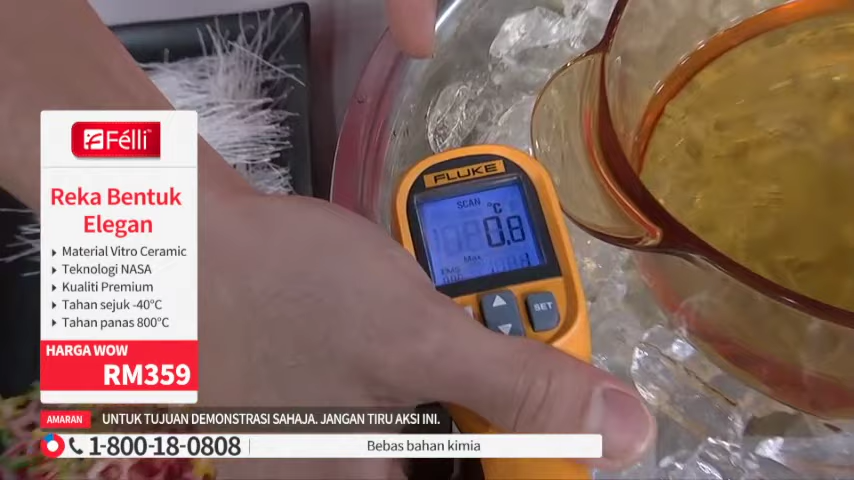 Félli™
Reka Bentuk
Elegan
Material Vitro Ceramic
Teknologi NASA
Kualiti Premium
Tahan sejuk -40°C
Tahan panas 800°C
HARGA WOW
RM359
FLUKE
SCAN
°C
0.8
Max
EMS
SET
AMARAN UNTUK TUJUAN DEMONSTRASI SAHAJA. JANGAN TIRU AKSI INI.
1-800-18-0808 Bebas bahan kimia